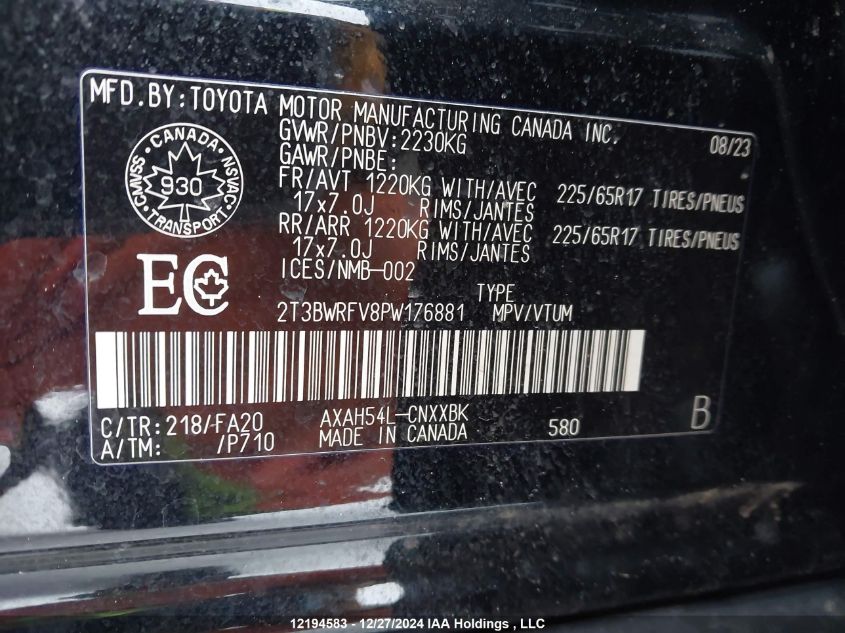 MFD.BY:TOYOTA MOTOR MANUFACTURING CANADA INC. 08/23
GVWR/PNBV:2230KG
GAWR/PNBE:
FR/AVT 1220KG WITH/AVEC 225/65R17 TIRES/PNEUS
17x7.0J RIMS/JANTES
RR/ARR 1220KG WITH/AVEC 225/65R17 TIRES/PNEUS
17x7.0J RIMS/JANTES
ICES/NMB-002
CANADA
CMVSS 930 NSVAC
TRANSPORT
EC
TYPE
2T3BWRFV8PW176881 MPV/VTUM
C/TR:218/-FA20 AXAH54L-CNXXBK 580 B
A/TM: /P710 MADE IN CANADA
12194583 - 12/27/2024 IAA Holdings , LLC